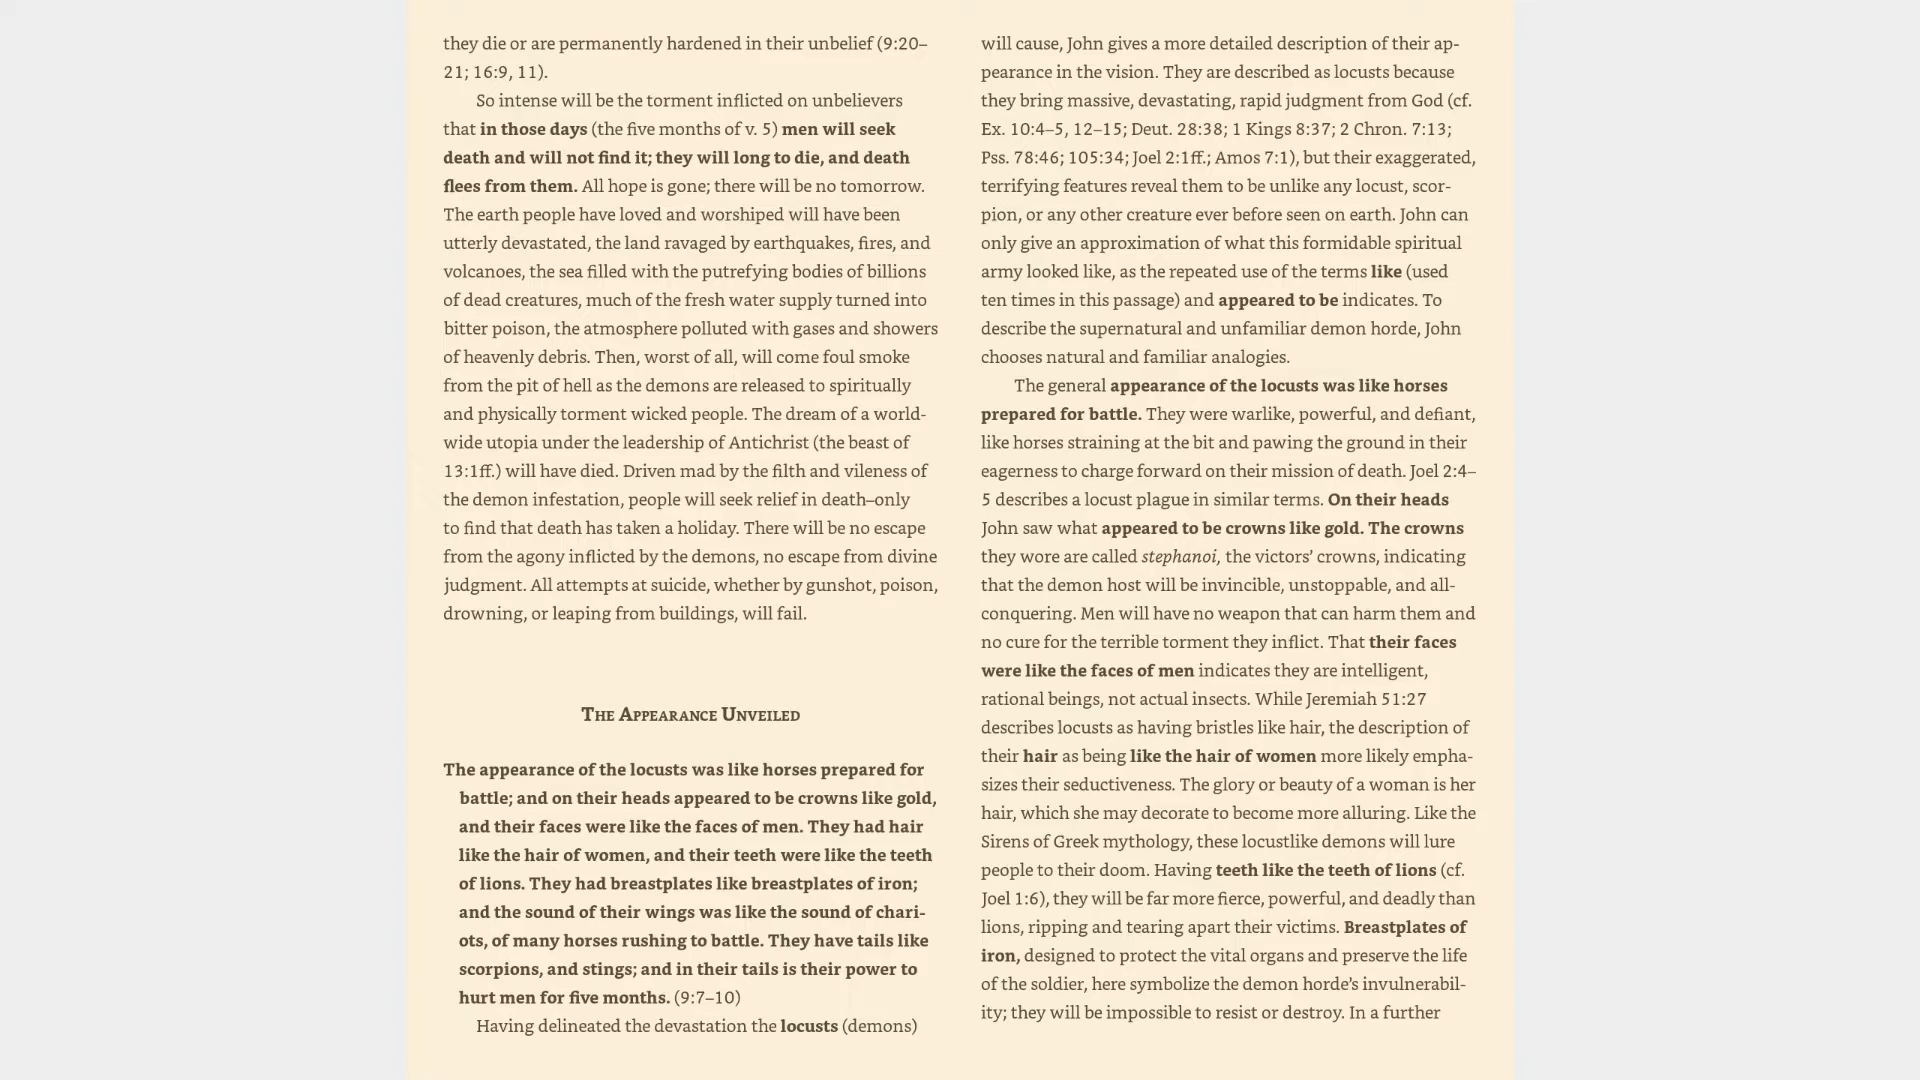 they die or are permanently hardened in their unbelief (9:20–
21; 16:9, 11).
So intense will be the torment inflicted on unbelievers
that in those days (the five months of v. 5) men will seek
death and will not find it; they will long to die, and death
flees from them. All hope is gone; there will be no tomorrow.
The earth people have loved and worshiped will have been
utterly devastated, the land ravaged by earthquakes, fires, and
volcanoes, the sea filled with the putrefying bodies of billions
of dead creatures, much of the fresh water supply turned into
bitter poison, the atmosphere polluted with gases and showers
of heavenly debris. Then, worst of all, will come foul smoke
from the pit of hell as the demons are released to spiritually
and physically torment wicked people. The dream of a world-
wide utopia under the leadership of Antichrist (the beast of
13:1ff.) will have died. Driven mad by the filth and vileness of
the demon infestation, people will seek relief in death–only
to find that death has taken a holiday. There will be no escape
from the agony inflicted by the demons, no escape from divine
judgment. All attempts at suicide, whether by gunshot, poison,
drowning, or leaping from buildings, will fail.
The Appearance Unveiled
The appearance of the locusts was like horses prepared for
battle; and on their heads appeared to be crowns like gold,
and their faces were like the faces of men. They had hair
like the hair of women, and their teeth were like the teeth
of lions. They had breastplates like breastplates of iron;
and the sound of their wings was like the sound of chari-
ots, of many horses rushing to battle. They have tails like
scorpions, and stings; and in their tails is their power to
hurt men for five months. (9:7–10)
Having delineated the devastation the locusts (demons)
will cause, John gives a more detailed description of their ap-
pearance in the vision. They are described as locusts because
they bring massive, devastating, rapid judgment from God (cf.
Ex. 10:4–5, 12–15; Deut. 28:38; 1 Kings 8:37; 2 Chron. 7:13;
Pss. 78:46; 105:34; Joel 2:1ff.; Amos 7:1), but their exaggerated,
terrifying features reveal them to be unlike any locust, scor-
pion, or any other creature ever before seen on earth. John can
only give an approximation of what this formidable spiritual
army looked like, as the repeated use of the terms like (used
ten times in this passage) and appeared to be indicates. To
describe the supernatural and unfamiliar demon horde, John
chooses natural and familiar analogies.
The general appearance of the locusts was like horses
prepared for battle. They were warlike, powerful, and defiant,
like horses straining at the bit and pawing the ground in their
eagerness to charge forward on their mission of death. Joel 2:4–
5 describes a locust plague in similar terms. On their heads
John saw what appeared to be crowns like gold. The crowns
they wore are called stephanoi, the victors’ crowns, indicating
that the demon host will be invincible, unstoppable, and all-
conquering. Men will have no weapon that can harm them and
no cure for the terrible torment they inflict. That their faces
were like the faces of men indicates they are intelligent,
rational beings, not actual insects. While Jeremiah 51:27
describes locusts as having bristles like hair, the description of
their hair as being like the hair of women more likely empha-
sizes their seductiveness. The glory or beauty of a woman is her
hair, which she may decorate to become more alluring. Like the
Sirens of Greek mythology, these locustlike demons will lure
people to their doom. Having teeth like the teeth of lions (cf.
Joel 1:6), they will be far more fierce, powerful, and deadly than
lions, ripping and tearing apart their victims. Breastplates of
iron, designed to protect the vital organs and preserve the life
of the soldier, here symbolize the demon horde’s invulnerabil-
ity; they will be impossible to resist or destroy. In a further